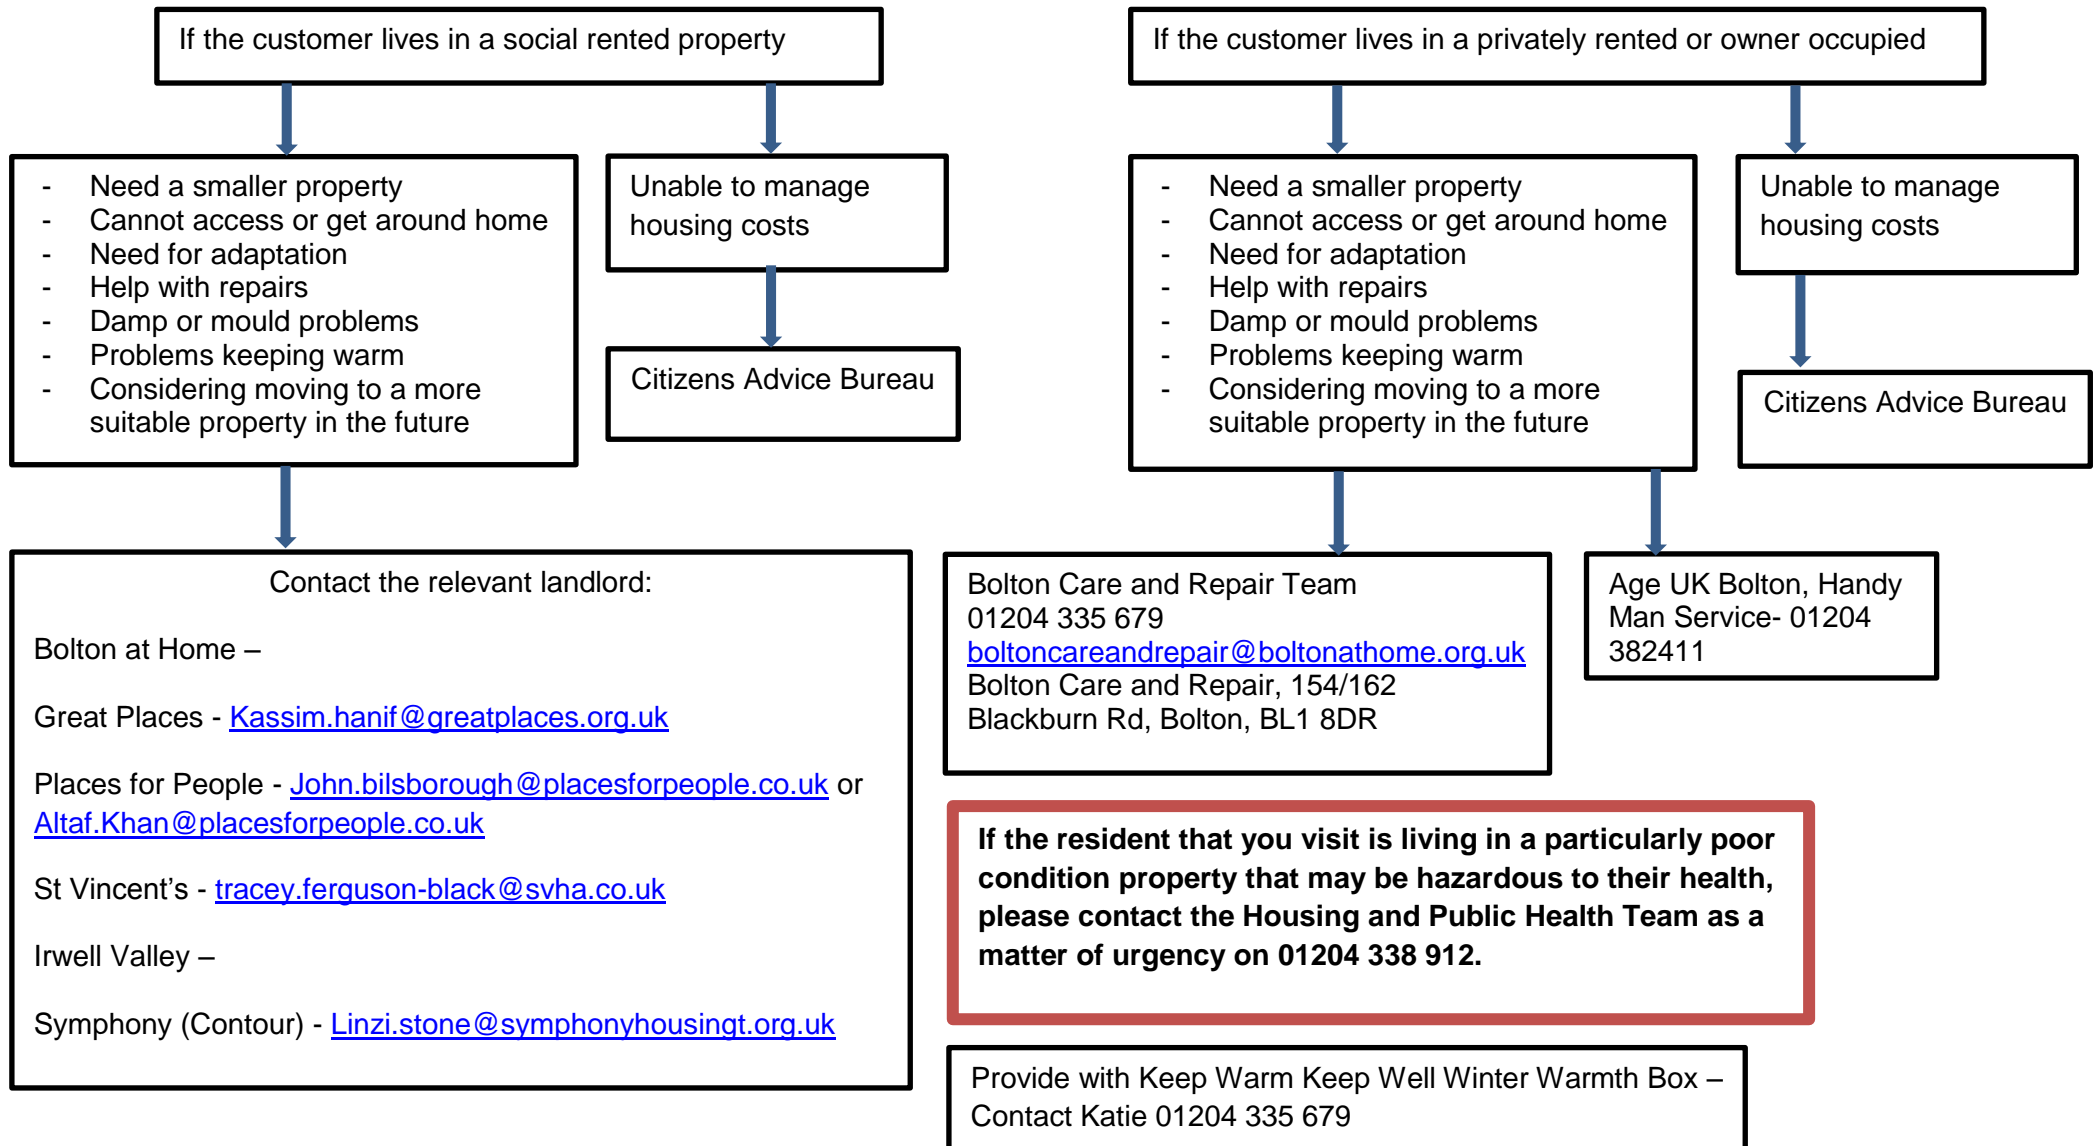 If the customer lives in a social rented property
- Need a smaller property
- Cannot access or get around home
- Need for adaptation
- Help with repairs
- Damp or mould problems
- Problems keeping warm
- Considering moving to a more
suitable property in the future
Unable to manage
housing costs
Citizens Advice Bureau
Contact the relevant landlord:
Bolton at Home –
Great Places - Kassim.hanif@greatplaces.org.uk
Places for People - John.bilsborough@placesforpeople.co.uk or
Altaf.Khan@placesforpeople.co.uk
St Vincent’s - tracey.ferguson-black@svha.co.uk
Irwell Valley –
Symphony (Contour) - Linzi.stone@symphonyhousingt.org.uk
If the customer lives in a privately rented or owner occupied
- Need a smaller property
- Cannot access or get around home
- Need for adaptation
- Help with repairs
- Damp or mould problems
- Problems keeping warm
- Considering moving to a more
suitable property in the future
Unable to manage
housing costs
Citizens Advice Bureau
Bolton Care and Repair Team
01204 335 679
boltoncareandrepair@boltonathome.org.uk
Bolton Care and Repair, 154/162
Blackburn Rd, Bolton, BL1 8DR
Age UK Bolton, Handy
Man Service- 01204
382411
If the resident that you visit is living in a particularly poor
condition property that may be hazardous to their health,
please contact the Housing and Public Health Team as a
matter of urgency on 01204 338 912.
Provide with Keep Warm Keep Well Winter Warmth Box –
Contact Katie 01204 335 679